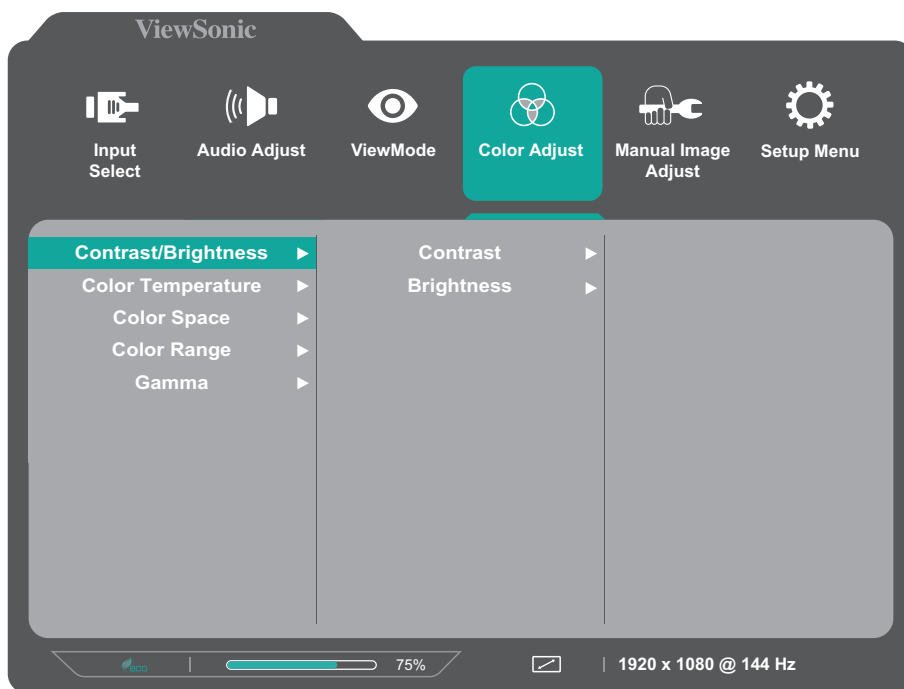 ViewSonic
Input
Select
Audio Adjust
ViewMode
Color Adjust
Manual Image
Adjust
Setup Menu
Contrast/Brightness
Color Temperature
Color Space
Color Range
Gamma
Contrast
Brightness
eco
75%
1920 x 1080 @ 144 Hz